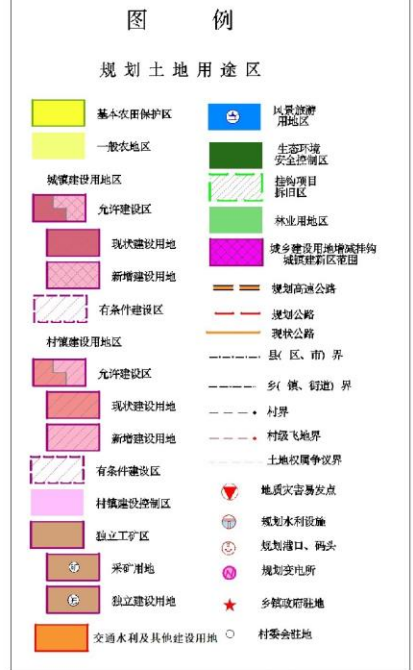 图 例
规划土地用途区
基本农田保护区
一般农地区
城镇建设用地区
允许建设区
现状建设用地
新增建设用地
有条件建设区
村镇建设用地区
允许建设区
现状建设用地
新增建设用地
有条件建设区
村镇建设控制区
独立工矿区
矿
采矿用地
独立建设用地
交通水利及其他建设用地
风景旅游
用地区
生态环境
安全控制区
挂钩项目
拆旧区
林业用地区
城乡建设用地增减挂钩
城镇建新区范围
规划高速公路
规划公路
现状公路
县(区、市)界
乡(镇、街道)界
村界
村级飞地界
土地权属争议界
地质灾害易发点
规划水利设施
规划港口、码头
规划变电所
乡镇政府驻地
村委会驻地